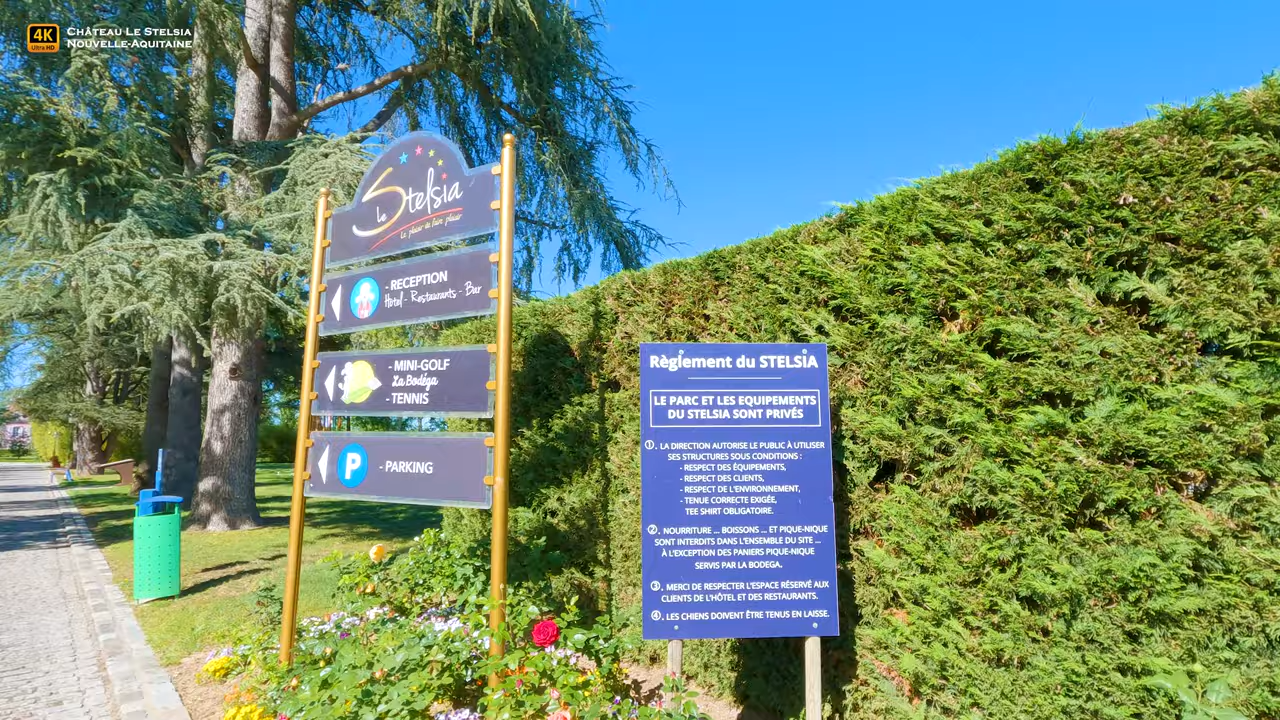 4K
Ultra HD
Château Le Stelsia
Nouvelle-Aquitaine
le Stelsia
Le plaisir de faire plaisir
- RECEPTION
Hôtel - Restaurants - Bar
- MINI-GOLF
La Bodéga
- TENNIS
P
- PARKING
Règlement du STELSIA
LE PARC ET LES EQUIPEMENTS
DU STELSIA SONT PRIVÉS
1. LA DIRECTION AUTORISE LE PUBLIC À UTILISER
SES STRUCTURES SOUS CONDITIONS :
- RESPECT DES ÉQUIPEMENTS,
- RESPECT DES CLIENTS,
- RESPECT DE L'ENVIRONNEMENT,
- TENUE CORRECTE EXIGÉE,
TEE SHIRT OBLIGATOIRE.
2. NOURRITURE ... BOISSONS ... ET PIQUE-NIQUE
SONT INTERDITS DANS L'ENSEMBLE DU SITE ...
À L'EXCEPTION DES PANIERS PIQUE-NIQUE
SERVIS PAR LA BODEGA.
3. MERCI DE RESPECTER L'ESPACE RÉSERVÉ AUX
CLIENTS DE L'HÔTEL ET DES RESTAURANTS.
4. LES CHIENS DOIVENT ÊTRE TENUS EN LAISSE.